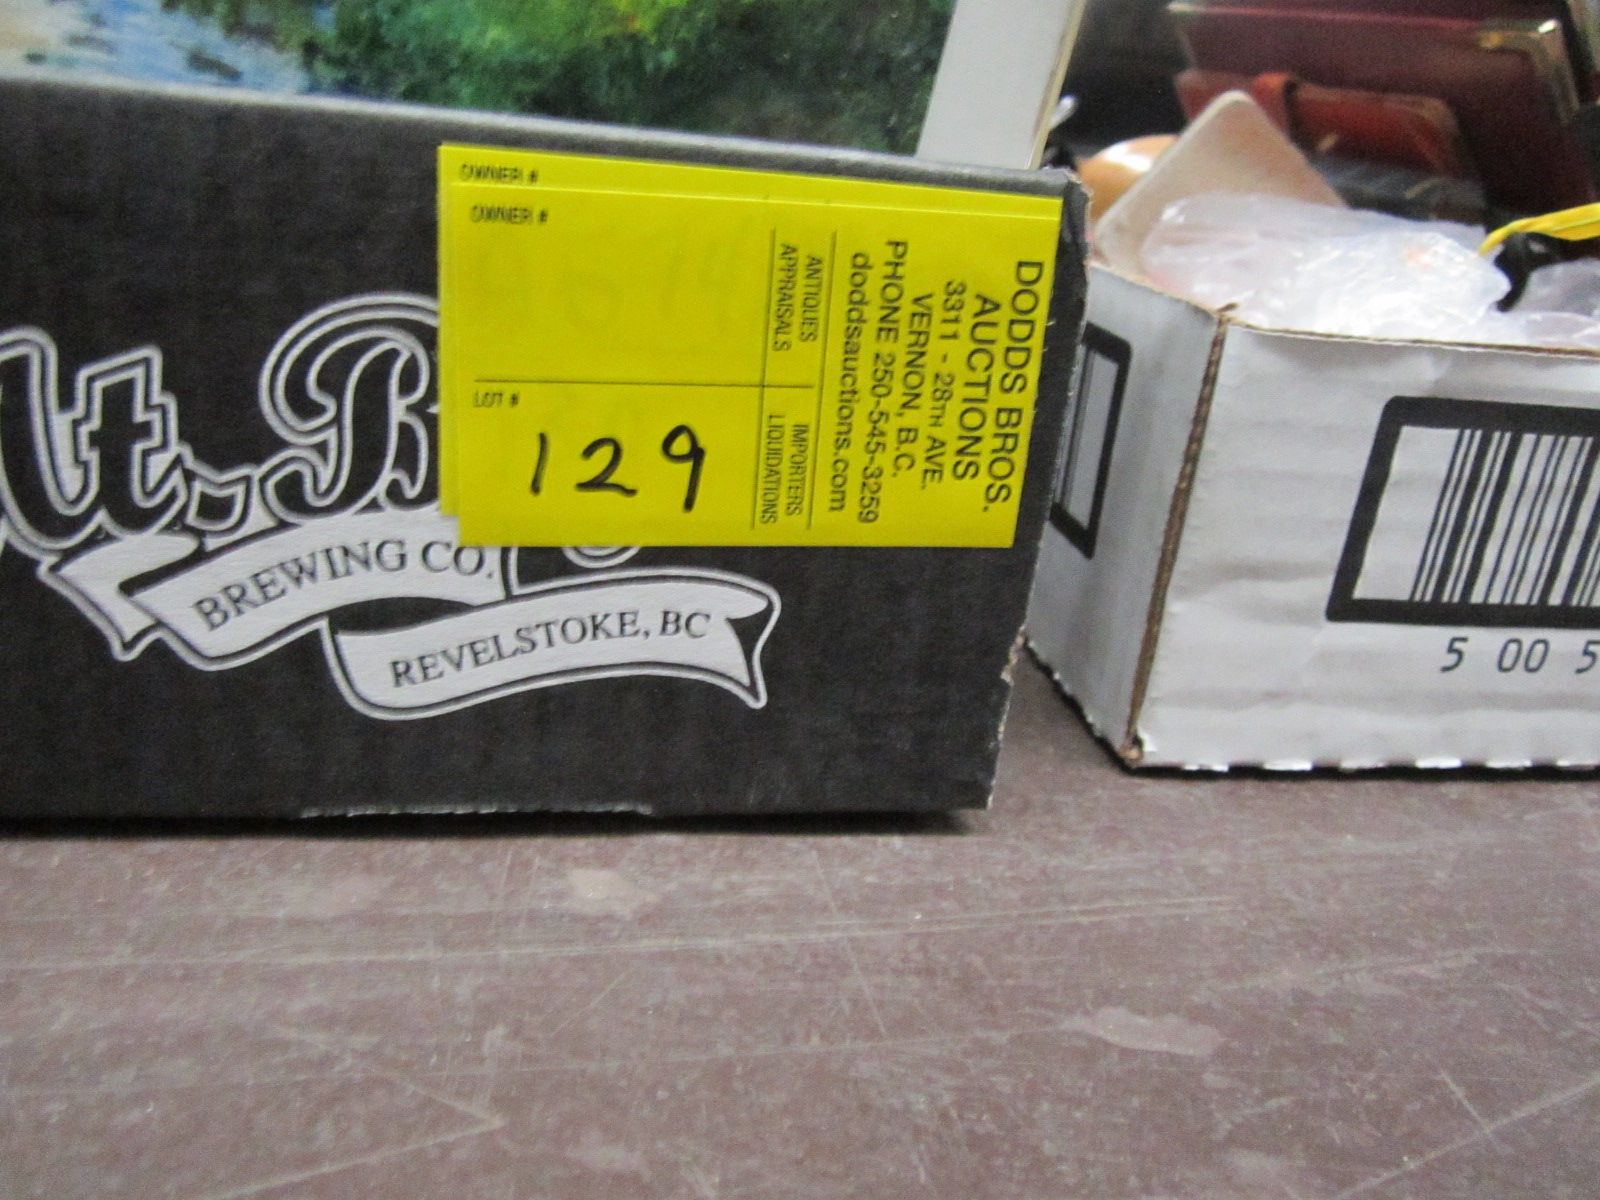 OWNER #
OWNER #
LOT #
129
ANTIQUES
APPRAISALS
IMPORTERS
LIQUIDATIONS
DODDS BROS.
AUCTIONS
3311 - 28TH AVE.
VERNON, B.C.
PHONE 250-545-3259
doddsauctions.com
Mt. B
BREWING CO.
REVELSTOKE, BC
5 00 5